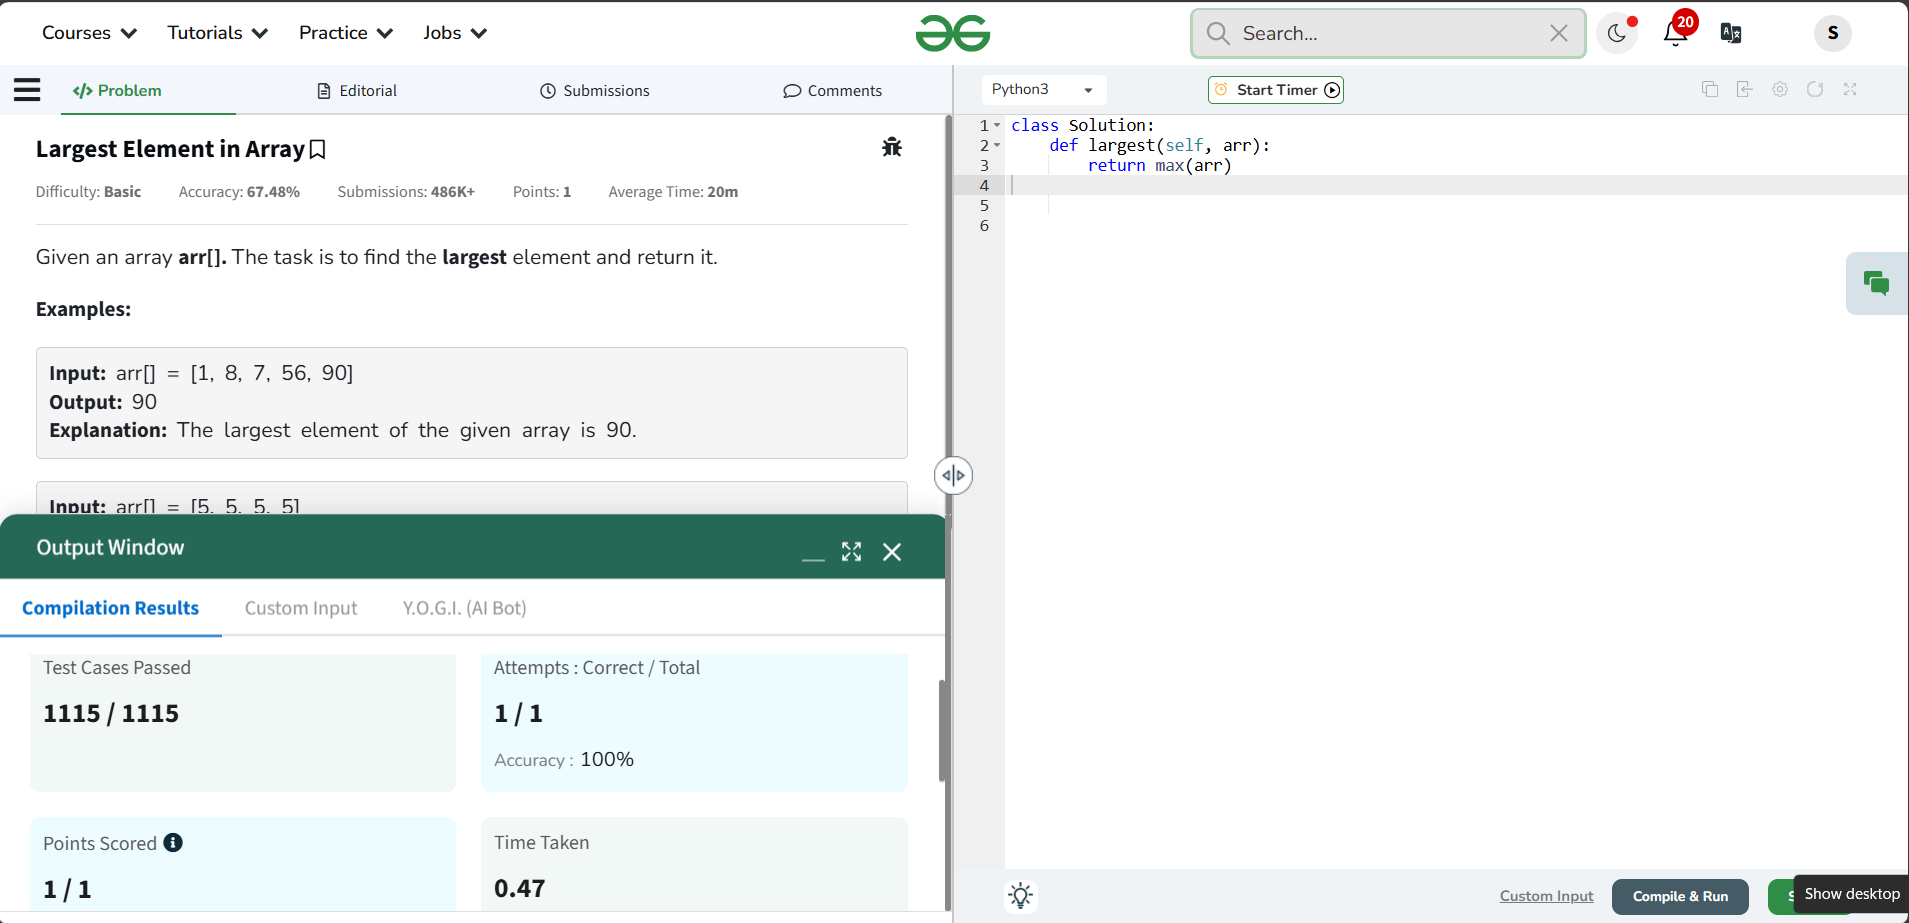 Courses Tutorials Practice Jobs Search... 20 S
Problem Editorial Submissions Comments
Python3 Start Timer
Largest Element in Array
Difficulty: Basic Accuracy: 67.48% Submissions: 486K+ Points: 1 Average Time: 20m
Given an array arr[]. The task is to find the largest element and return it.
Examples:
Input: arr[] = [1, 8, 7, 56, 90]
Output: 90
Explanation: The largest element of the given array is 90.
Input: arr[] = [5, 5, 5, 5]
Output Window
Compilation Results Custom Input Y.O.G.I. (AI Bot)
Test Cases Passed
1115 / 1115
Attempts : Correct / Total
1 / 1
Accuracy : 100%
Points Scored
1 / 1
Time Taken
0.47
1 class Solution:
2 def largest(self, arr):
3 return max(arr)
4
5
6
Custom Input Compile & Run
Show desktop